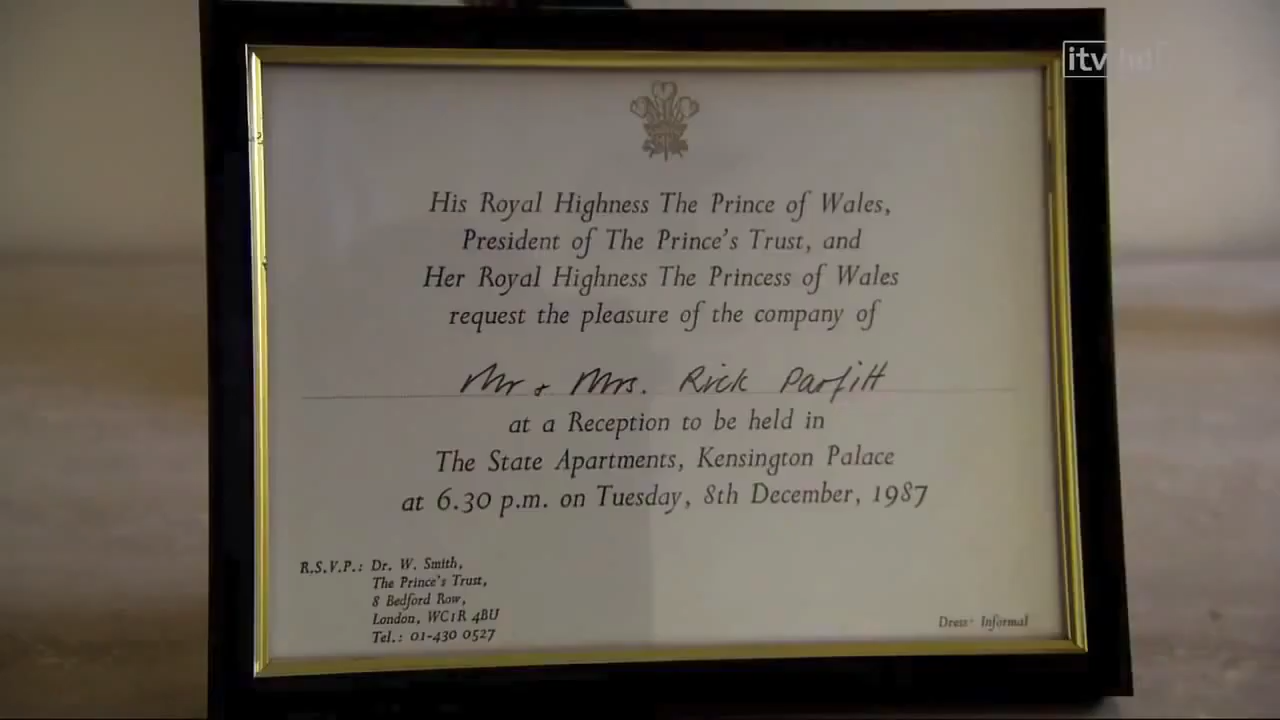 itv hd
His Royal Highness The Prince of Wales,
President of The Prince's Trust, and
Her Royal Highness The Princess of Wales
request the pleasure of the company of
Mr + Mrs. Rick Parfitt
at a Reception to be held in
The State Apartments, Kensington Palace
at 6.30 p.m. on Tuesday, 8th December, 1987
R.S.V.P.: Dr. W. Smith,
The Prince's Trust,
8 Bedford Row,
London, WC1R 4BU
Tel.: 01-430 0527
Dress: Informal